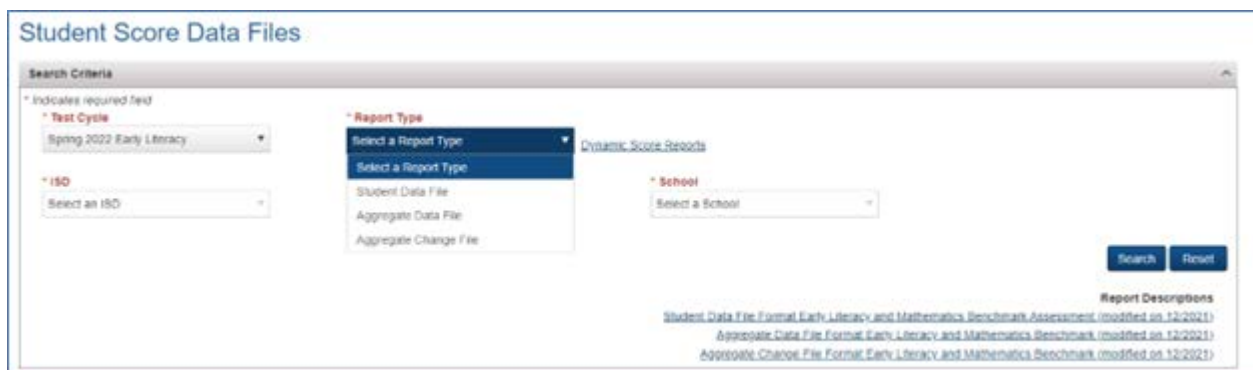 Student Score Data Files
Search Criteria
* Indicates required field
* Test Cycle
* Report Type
Spring 2022 Early Literacy
Select a Report Type
Dynamic Score Reports
Select a Report Type
* ISD
* School
Student Data File
Select an ISD
Select a School
Aggregate Data File
Aggregate Change File
Search Reset
Report Descriptions
Student Data File Format Early Literacy and Mathematics Benchmark Assessment (modified on 12/2021)
Aggregate Data File Format Early Literacy and Mathematics Benchmark (modified on 12/2021)
Aggregate Change File Format Early Literacy and Mathematics Benchmark (modified on 12/2021)